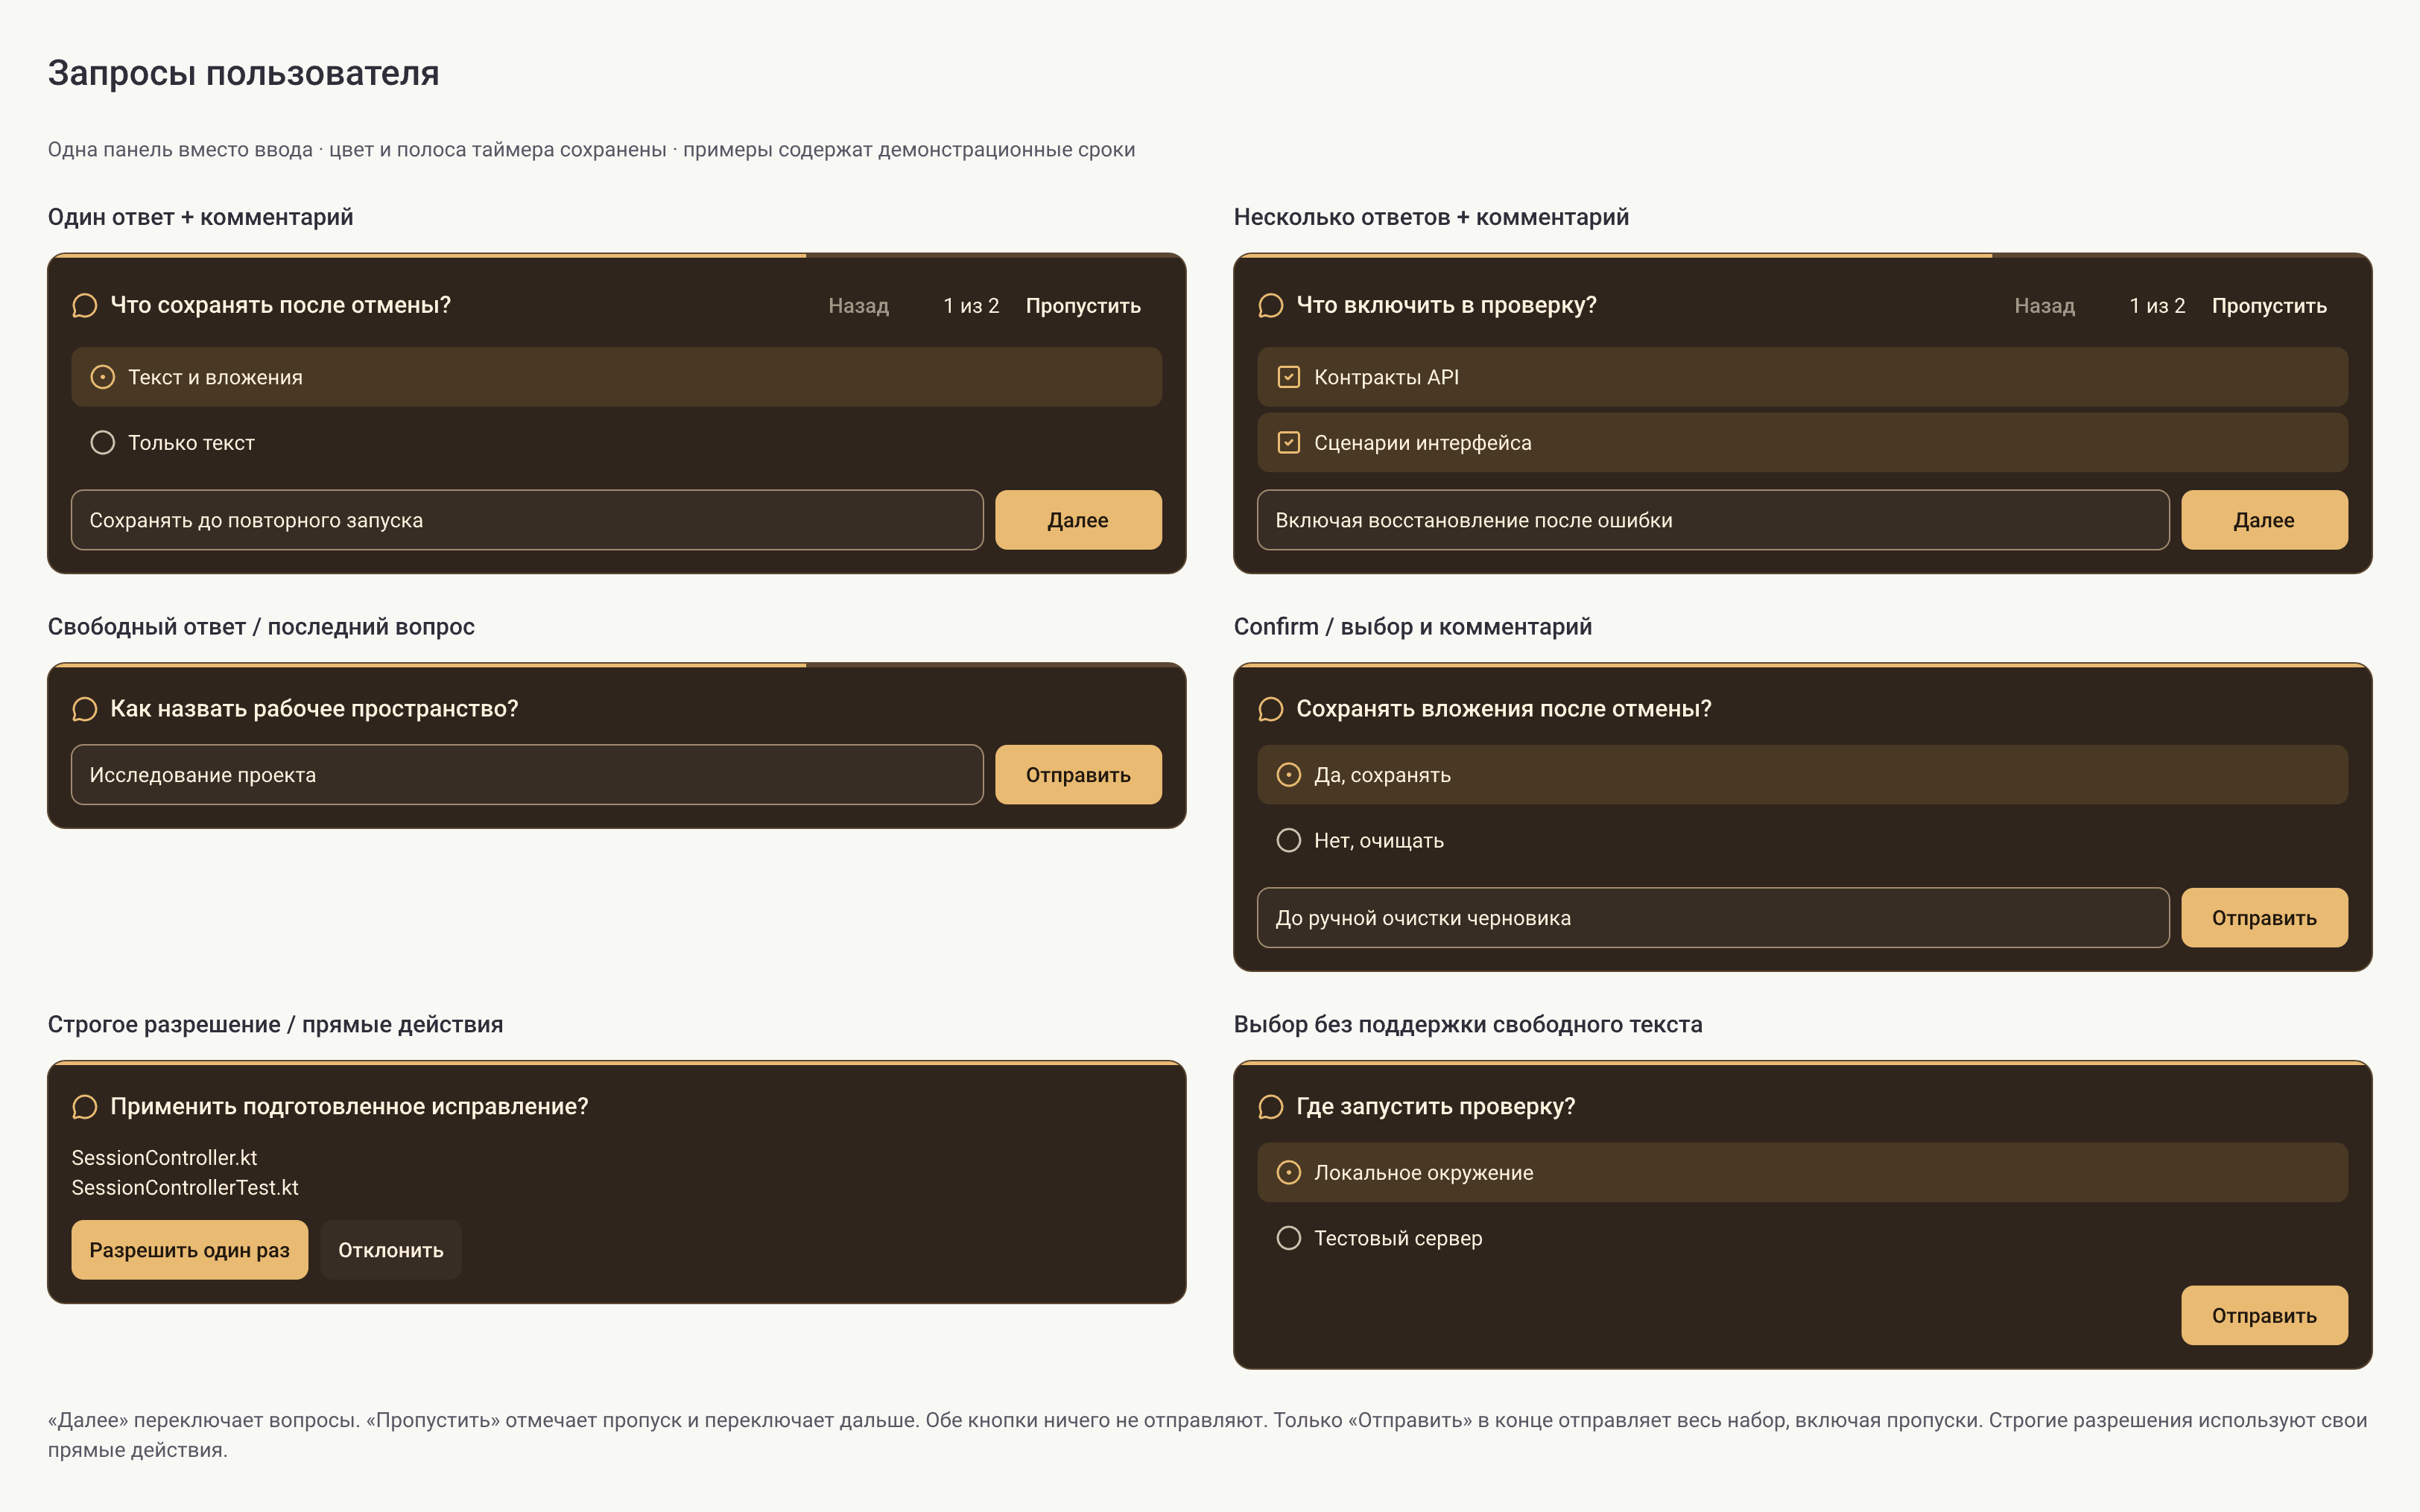 Запросы пользователя
Одна панель вместо ввода · цвет и полоса таймера сохранены · примеры содержат демонстрационные сроки
Один ответ + комментарий
Что сохранять после отмены?
Назад
1 из 2
Пропустить
Текст и вложения
Только текст
Сохранять до повторного запуска
Далее
Несколько ответов + комментарий
Что включить в проверку?
Назад
1 из 2
Пропустить
Контракты API
Сценарии интерфейса
Включая восстановление после ошибки
Далее
Свободный ответ / последний вопрос
Как назвать рабочее пространство?
Исследование проекта
Отправить
Confirm / выбор и комментарий
Сохранять вложения после отмены?
Да, сохранять
Нет, очищать
До ручной очистки черновика
Отправить
Строгое разрешение / прямые действия
Применить подготовленное исправление?
SessionController.kt
SessionControllerTest.kt
Разрешить один раз
Отклонить
Выбор без поддержки свободного текста
Где запустить проверку?
Локальное окружение
Тестовый сервер
Отправить
«Далее» переключает вопросы. «Пропустить» отмечает пропуск и переключает дальше. Обе кнопки ничего не отправляют. Только «Отправить» в конце отправляет весь набор, включая пропуски. Строгие разрешения используют свои
прямые действия.